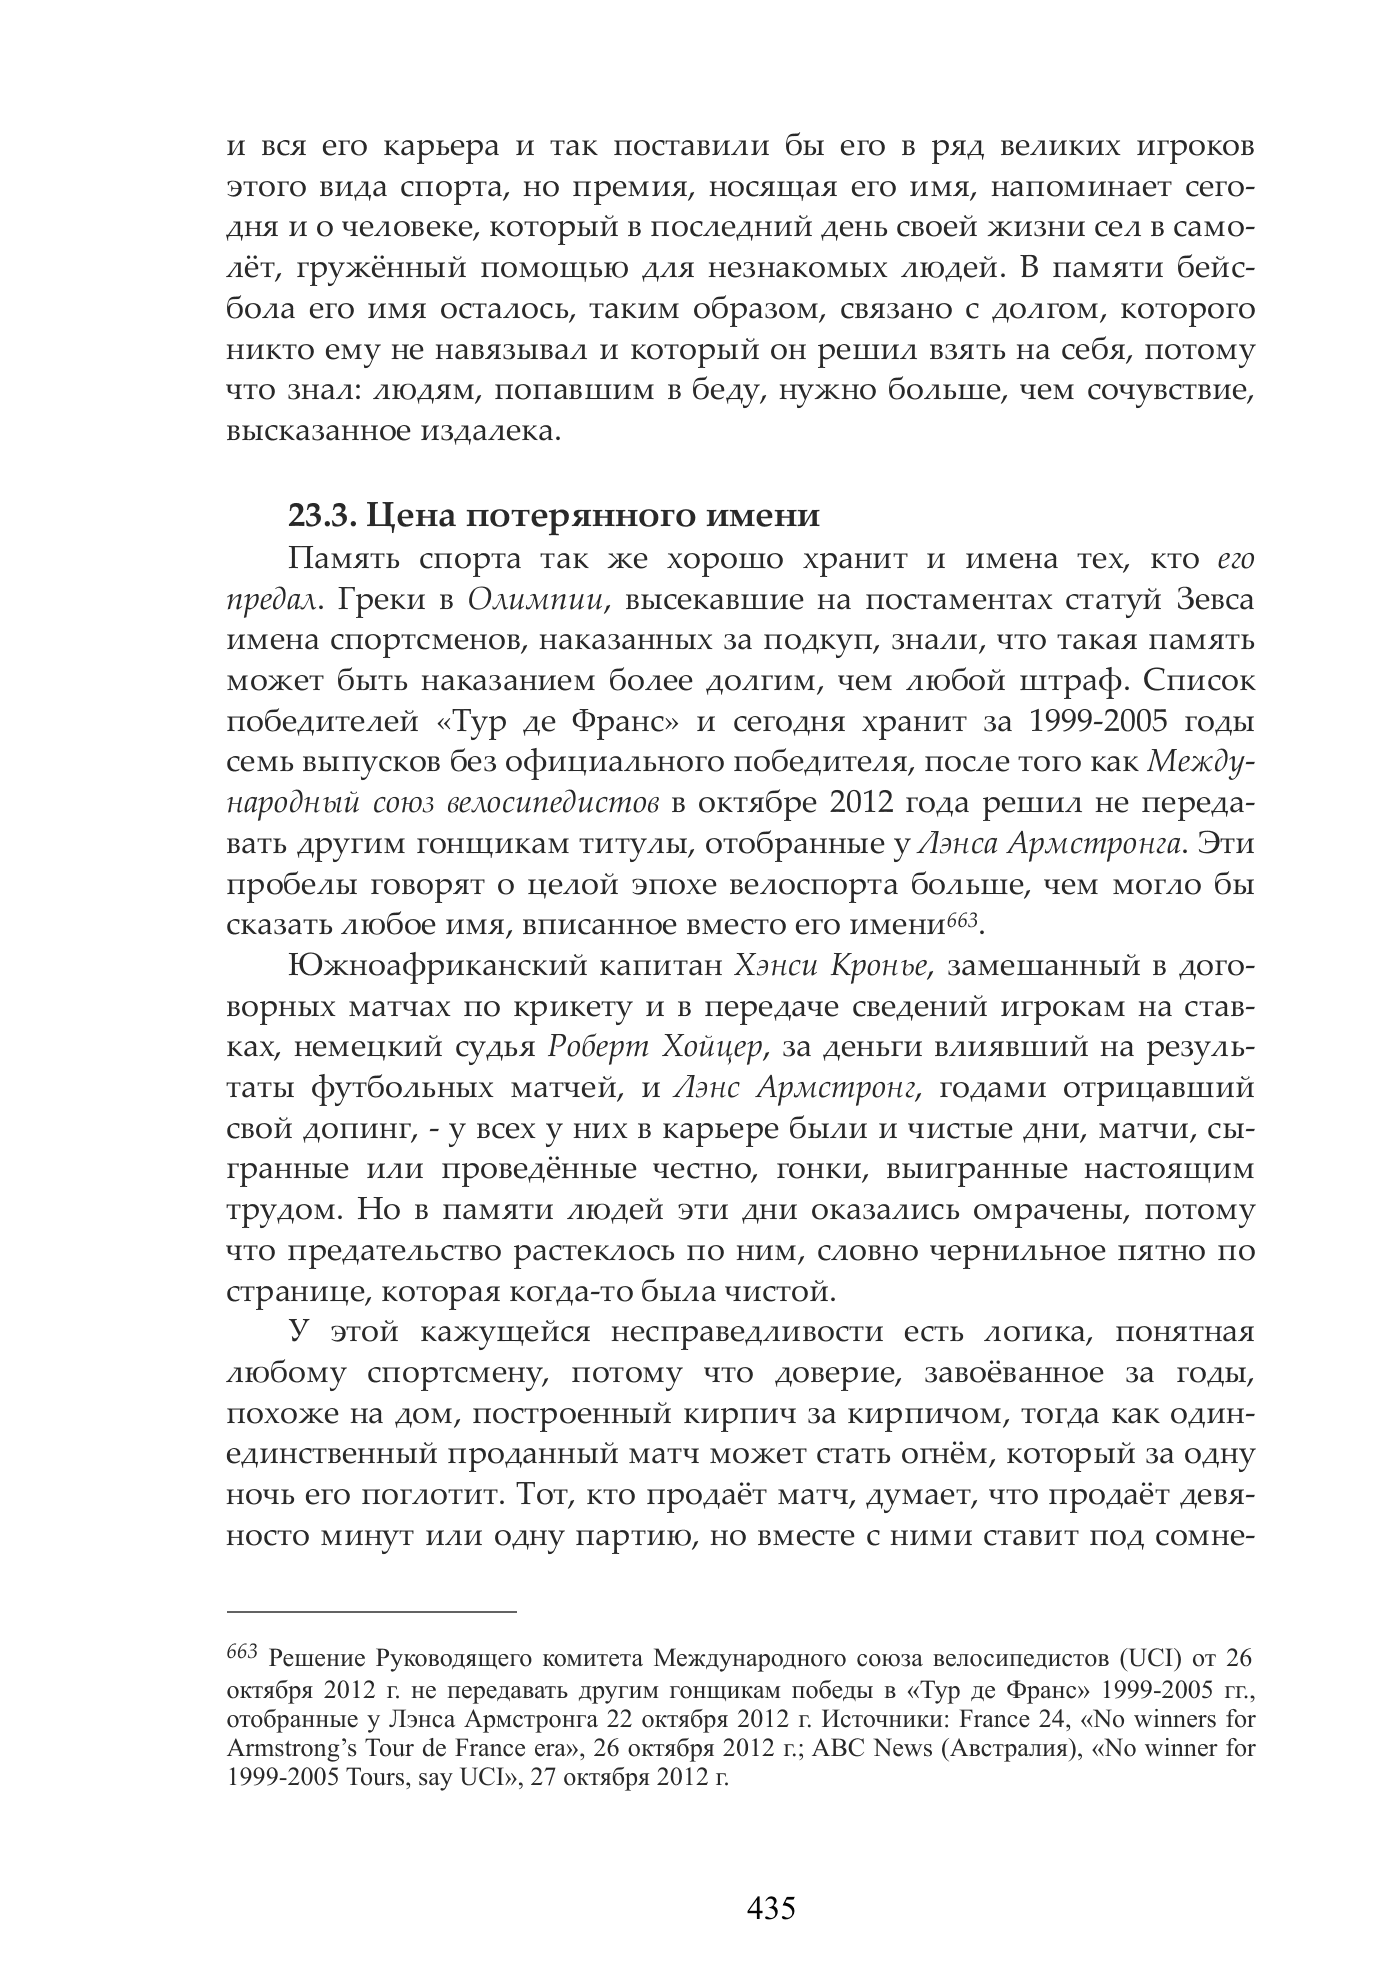 и вся его карьера и так поставили бы его в ряд великих игроков
этого вида спорта, но премия, носящая его имя, напоминает сего-
дня и о человеке, который в последний день своей жизни сел в само-
лёт, гружённый помощью для незнакомых людей. В памяти бейс-
бола его имя осталось, таким образом, связано с долгом, которого
никто ему не навязывал и который он решил взять на себя, потому
что знал: людям, попавшим в беду, нужно больше, чем сочувствие,
высказанное издалека.
23.3. Цена потерянного имени
Память спорта так же хорошо хранит и имена тех, кто его
предал. Греки в Олимпии, высекавшие на постаментах статуй Зевса
имена спортсменов, наказанных за подкуп, знали, что такая память
может быть наказанием более долгим, чем любой штраф. Список
победителей «Тур де Франс» и сегодня хранит за 1999-2005 годы
семь выпусков без официального победителя, после того как Между-
народный союз велосипедистов в октябре 2012 года решил не переда-
вать другим гонщикам титулы, отобранные у Лэнса Армстронга. Эти
пробелы говорят о целой эпохе велоспорта больше, чем могло бы
сказать любое имя, вписанное вместо его имени663.
Южноафриканский капитан Хэнси Кронье, замешанный в дого-
ворных матчах по крикету и в передаче сведений игрокам на став-
ках, немецкий судья Роберт Хойцер, за деньги влиявший на резуль-
таты футбольных матчей, и Лэнс Армстронг, годами отрицавший
свой допинг, - у всех у них в карьере были и чистые дни, матчи, сы-
гранные или проведённые честно, гонки, выигранные настоящим
трудом. Но в памяти людей эти дни оказались омрачены, потому
что предательство растеклось по ним, словно чернильное пятно по
странице, которая когда-то была чистой.
У этой кажущейся несправедливости есть логика, понятная
любому спортсмену, потому что доверие, завоёванное за годы,
похоже на дом, построенный кирпич за кирпичом, тогда как один-
единственный проданный матч может стать огнём, который за одну
ночь его поглотит. Тот, кто продаёт матч, думает, что продаёт девя-
носто минут или одну партию, но вместе с ними ставит под сомне-
663 Решение Руководящего комитета Международного союза велосипедистов (UCI) от 26
октября 2012 г. не передавать другим гонщикам победы в «Тур де Франс» 1999-2005 гг.,
отобранные у Лэнса Армстронга 22 октября 2012 г. Источники: France 24, «No winners for
Armstrong’s Tour de France era», 26 октября 2012 г.; ABC News (Австралия), «No winner for
1999-2005 Tours, say UCI», 27 октября 2012 г.
435